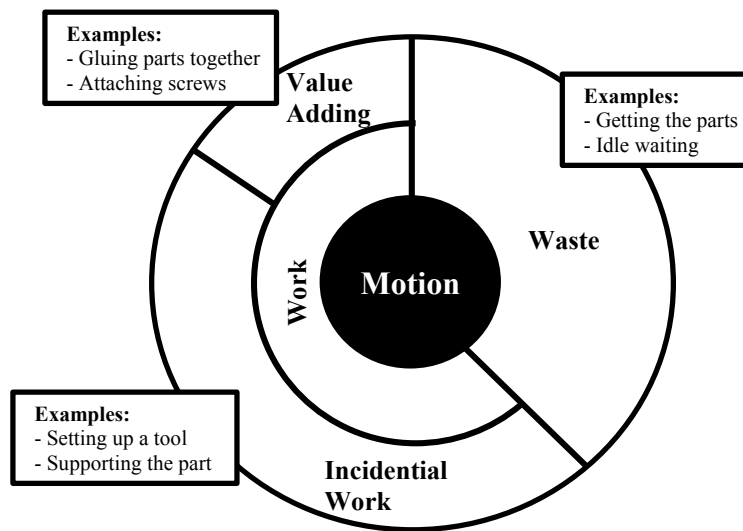 Examples:
- Gluing parts together
- Attaching screws
Value
Adding
Examples:
- Getting the parts
- Idle waiting
Waste
Work
Motion
Examples:
- Setting up a tool
- Supporting the part
Incidential
Work